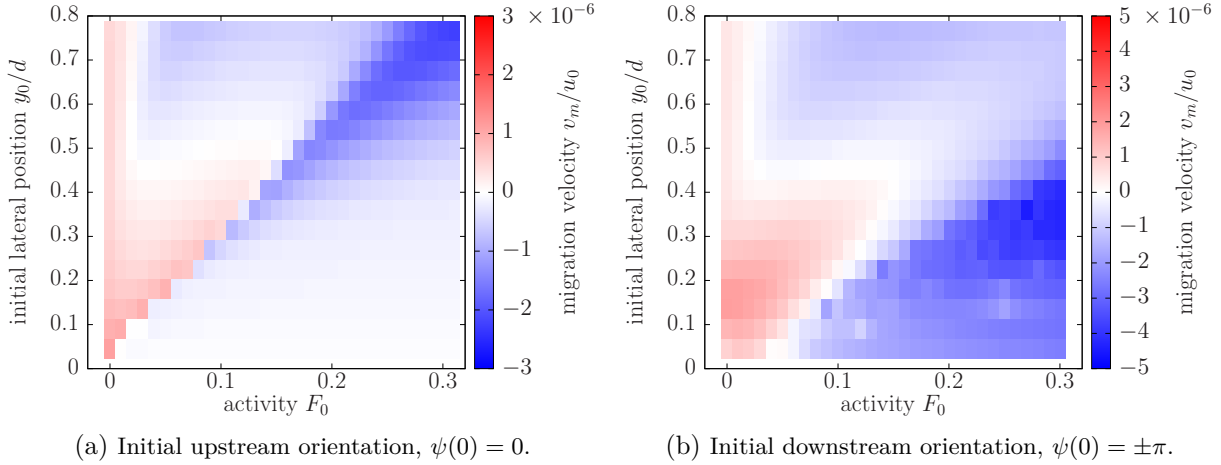 initial lateral position y₀/d
0.8
0.7
0.6
0.5
0.4
0.3
0.2
0.1
0
0 0.1 0.2 0.3
activity F₀
3 × 10⁻⁶
2
1
0
−1
−2
−3
migration velocity vₘ/u₀
(a) Initial upstream orientation, ψ(0) = 0.
initial lateral position y₀/d
0.8
0.7
0.6
0.5
0.4
0.3
0.2
0.1
0
0 0.1 0.2 0.3
activity F₀
5 × 10⁻⁶
4
3
2
1
0
−1
−2
−3
−4
−5
migration velocity vₘ/u₀
(b) Initial downstream orientation, ψ(0) = ±π.